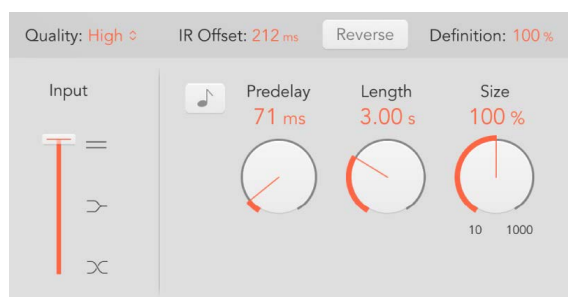 Quality: High IR Offset: 212 ms Reverse Definition: 100 %
Input Predelay Length Size
71 ms 3.00 s 100 %
10 1000